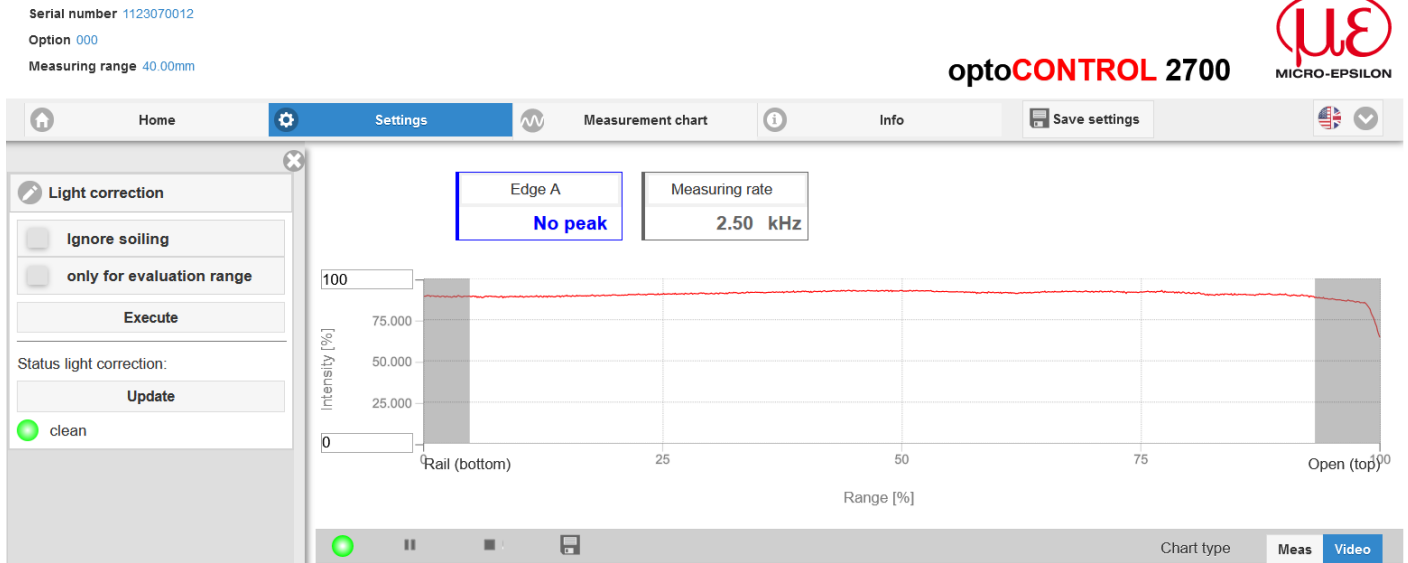 Serial number 1123070012
Option 000
Measuring range 40.00mm
optoCONTROL 2700
με
MICRO-EPSILON
Home
Settings
Measurement chart
Info
Save settings
Light correction
Ignore soiling
only for evaluation range
Execute
Status light correction:
Update
clean
Edge A
No peak
Measuring rate
2.50 kHz
100
75.000
50.000
25.000
0
Intensity [%]
0
25
50
75
100
Rail (bottom)
Open (top)
Range [%]
Chart type
Meas
Video